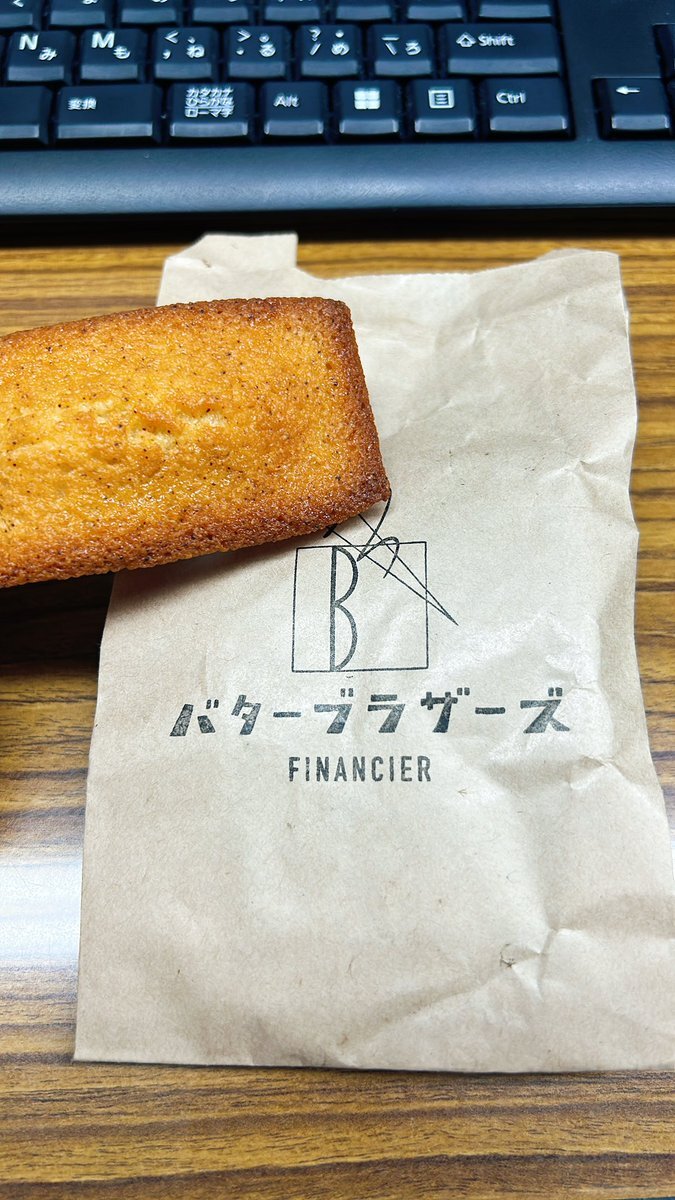 N み M も < 、 , ね > 。 . る ? ・ / め _ \ ろ ⇧ Shift
変換 カタカナ ひらがな ローマ字 Alt Ctrl ←
B
バターブラザーズ
FINANCIER